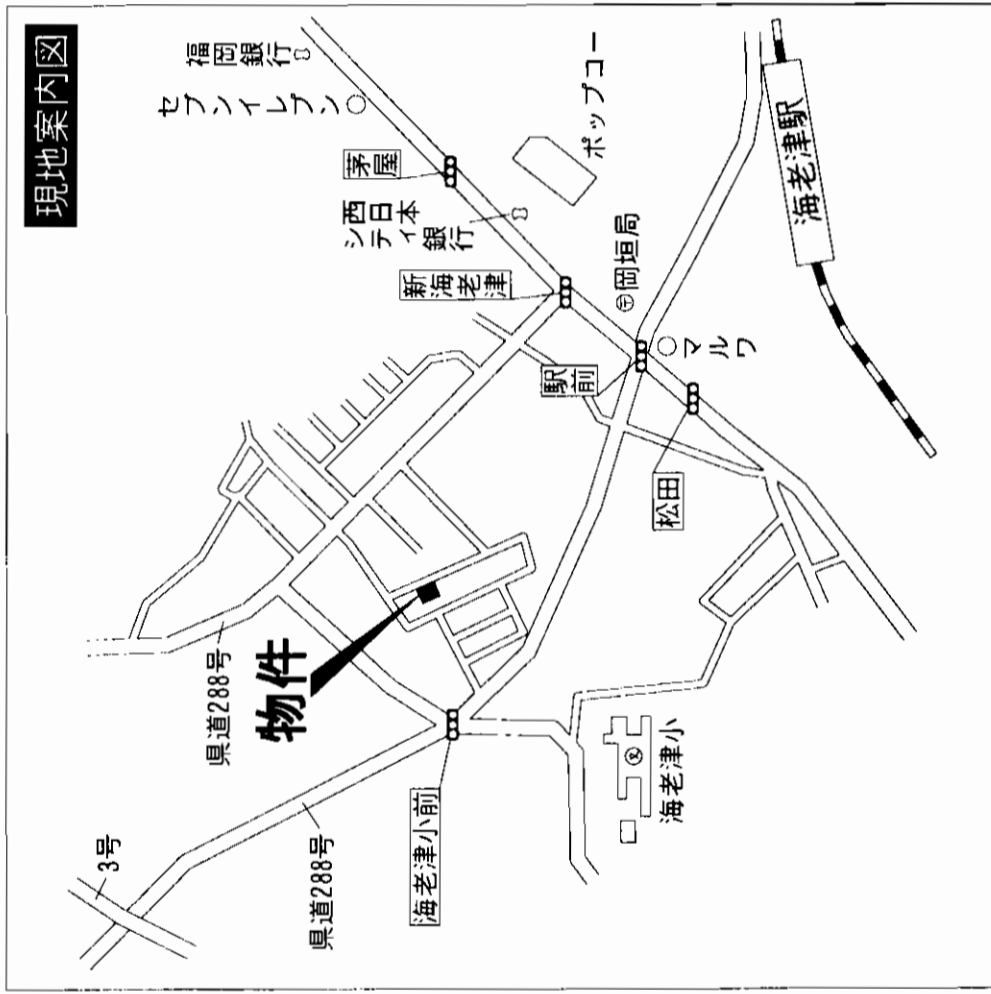 現地案内図
福岡銀行
セブンイレブン
茅屋
西日本
シティ銀行
ポップコー
新海老津
岡垣局
駅前
マルワ
海老津駅
松田
県道288号
物件
3号
県道288号
海老津小前
海老津小